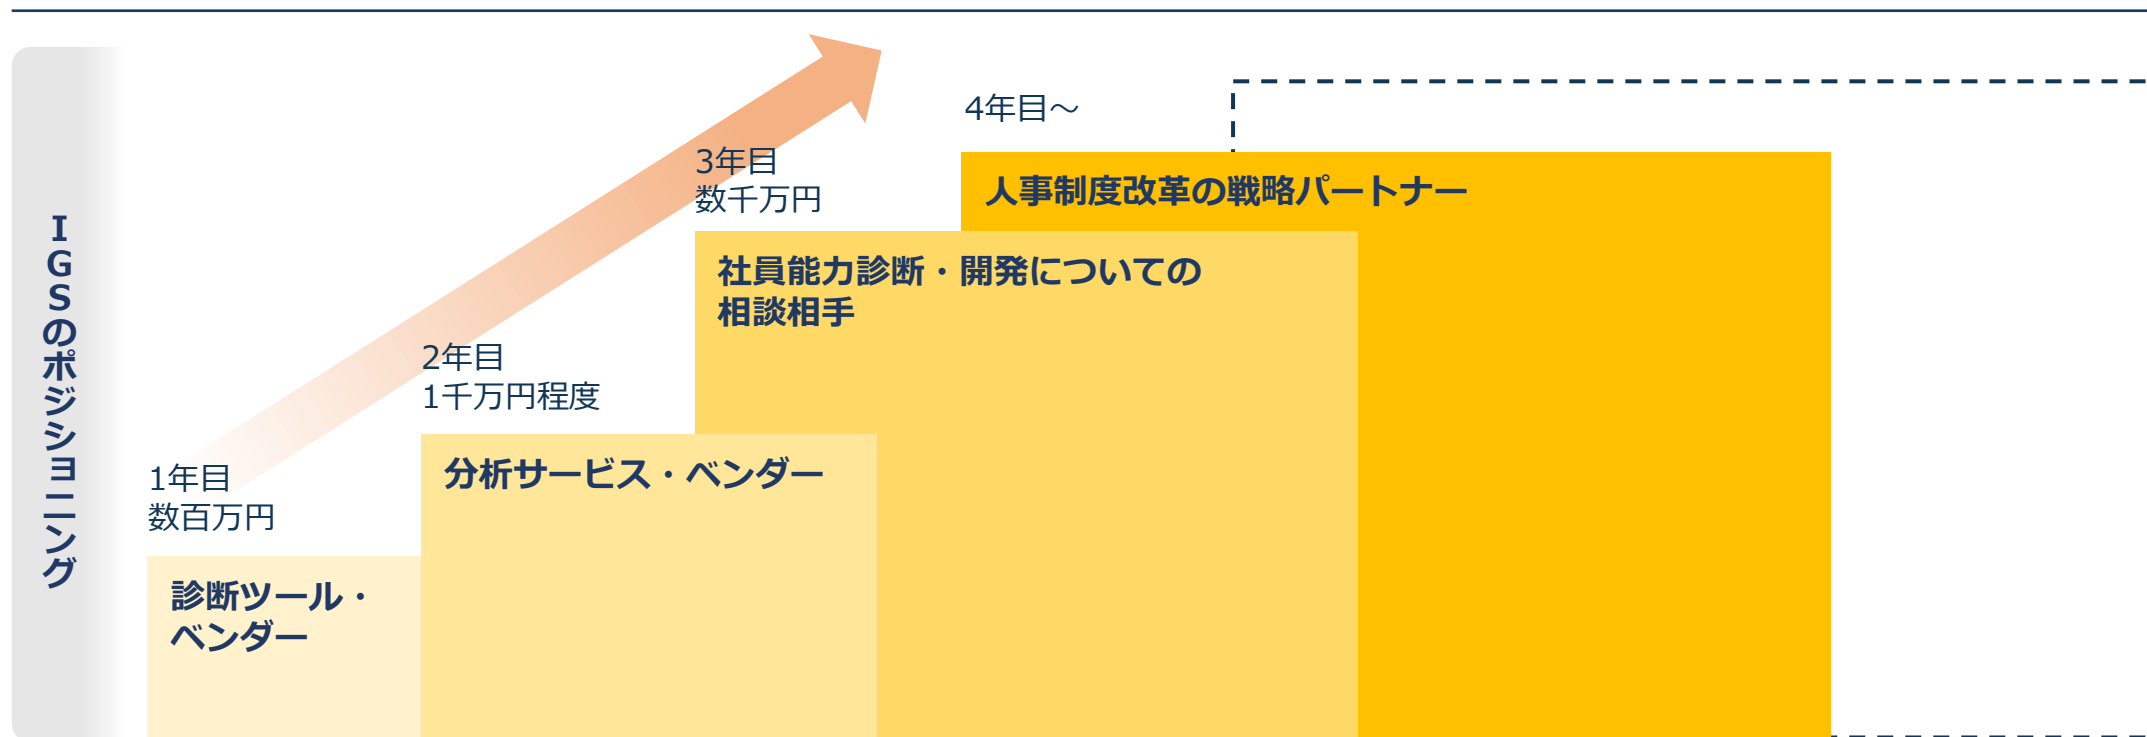 IGSのポジショニング
1年目
数百万円
診断ツール・
ベンダー
2年目
1千万円程度
分析サービス・ベンダー
3年目
数千万円
社員能力診断・開発についての
相談相手
4年目～
人事制度改革の戦略パートナー